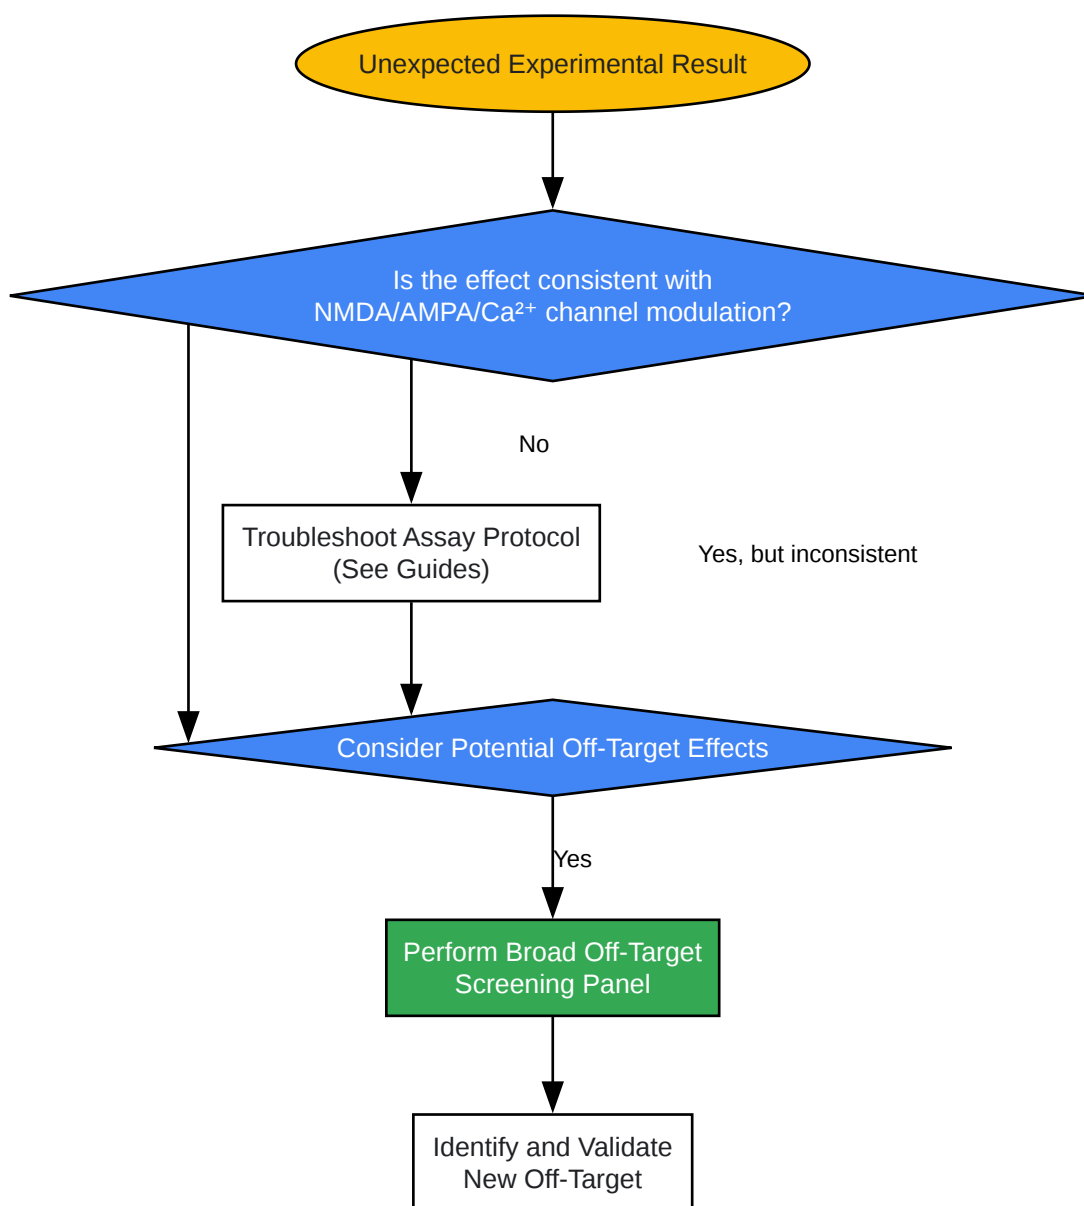 Unexpected Experimental Result
Is the effect consistent with
NMDA/AMPA/Ca²⁺ channel modulation?
No
Troubleshoot Assay Protocol
(See Guides)
Yes, but inconsistent
Consider Potential Off-Target Effects
Yes
Perform Broad Off-Target
Screening Panel
Identify and Validate
New Off-Target